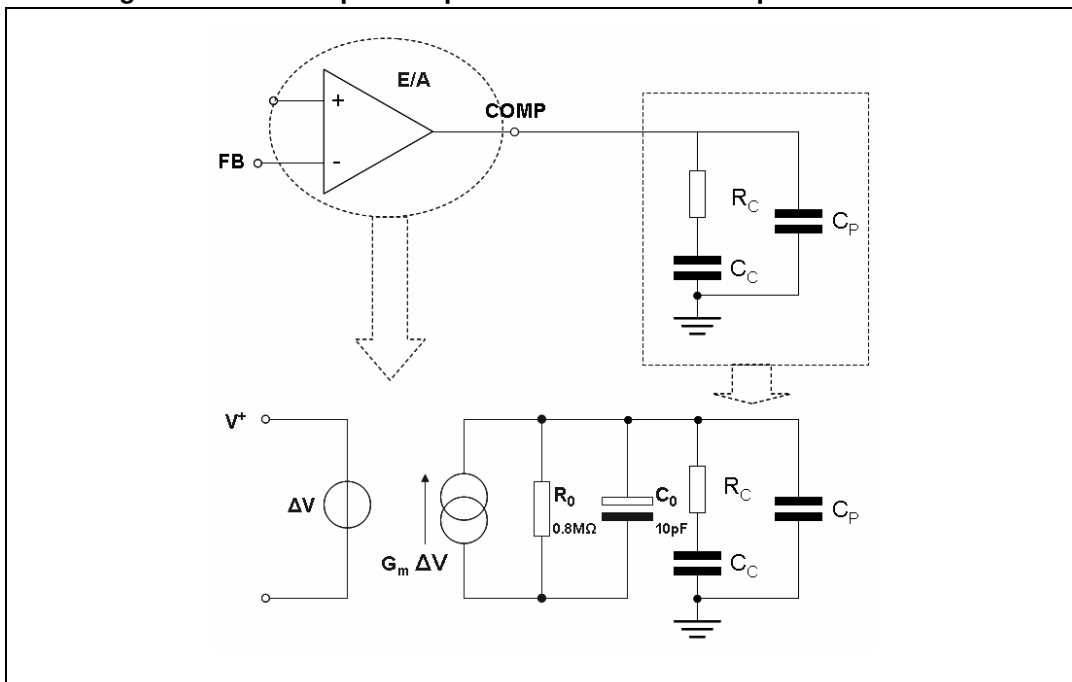 E/A
+
COMP
FB
-
R_C
C_P
C_C
V⁺
ΔV
G_m ΔV
R_0
0.8MΩ
C_0
10pF
R_C
C_C
C_P